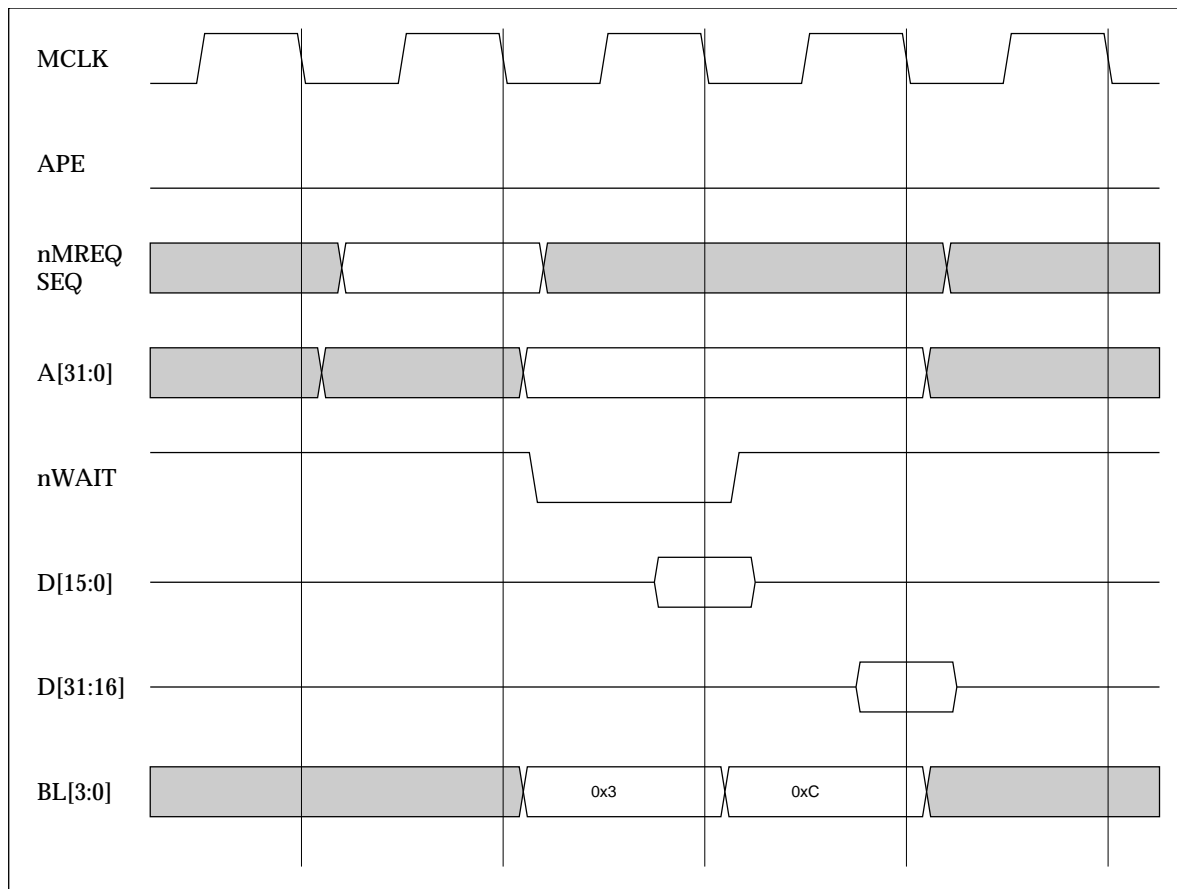 MCLK
APE
nMREQ
SEQ
A[31:0]
nWAIT
D[15:0]
D[31:16]
BL[3:0]
0x3
0xC